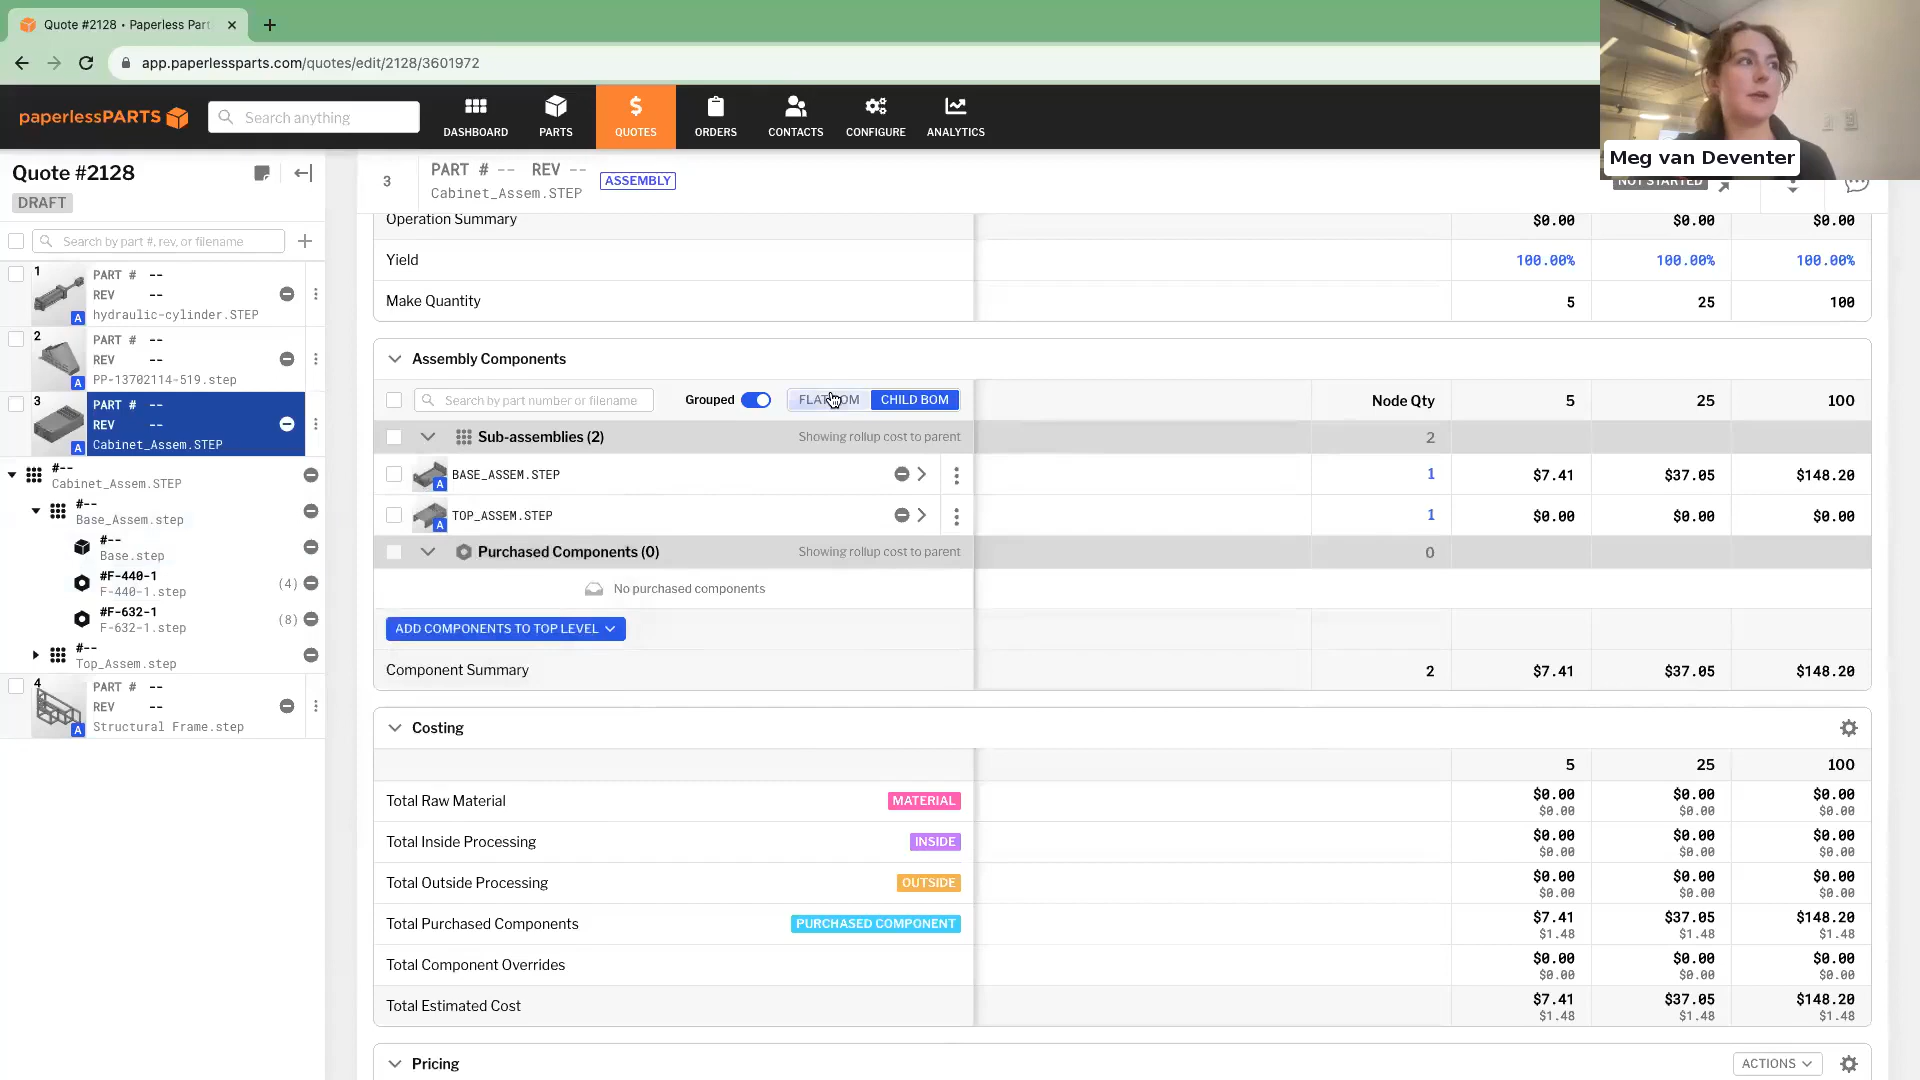 Quote #2128 • Paperless Part
app.paperlessparts.com/quotes/edit/2128/3601972
paperlessPARTS
Search anything
DASHBOARD
PARTS
$
QUOTES
ORDERS
CONTACTS
CONFIGURE
ANALYTICS
Meg van Deventer
Quote #2128
DRAFT
Search by part #, rev, or filename
1
PART # --
REV --
hydraulic-cylinder.STEP
A
2
PART # --
REV --
PP-13702114-519.step
A
3
PART # --
REV --
Cabinet_Assem.STEP
A
#--
Cabinet_Assem.STEP
#--
Base_Assem.step
#--
Base.step
#F-440-1
F-440-1.step
(4)
#F-632-1
F-632-1.step
(8)
#--
Top_Assem.step
4
PART # --
REV --
Structural Frame.step
A
3
PART # -- REV --
Cabinet_Assem.STEP
ASSEMBLY
NOT STARTED
Operation Summary $0.00 $0.00 $0.00
Yield 100.00% 100.00% 100.00%
Make Quantity 5 25 100
Assembly Components
Search by part number or filename
Grouped
FLAT BOM
CHILD BOM
Node Qty 5 25 100
Sub-assemblies (2) Showing rollup cost to parent 2
A BASE_ASSEM.STEP 1 $7.41 $37.05 $148.20
A TOP_ASSEM.STEP 1 $0.00 $0.00 $0.00
Purchased Components (0) Showing rollup cost to parent 0
No purchased components
ADD COMPONENTS TO TOP LEVEL
Component Summary 2 $7.41 $37.05 $148.20
Costing
5 25 100
Total Raw Material MATERIAL $0.00 $0.00 $0.00
$0.00 $0.00 $0.00
Total Inside Processing INSIDE $0.00 $0.00 $0.00
$0.00 $0.00 $0.00
Total Outside Processing OUTSIDE $0.00 $0.00 $0.00
$0.00 $0.00 $0.00
Total Purchased Components PURCHASED COMPONENT $7.41 $37.05 $148.20
$1.48 $1.48 $1.48
Total Component Overrides $0.00 $0.00 $0.00
$0.00 $0.00 $0.00
Total Estimated Cost $7.41 $37.05 $148.20
$1.48 $1.48 $1.48
Pricing
ACTIONS